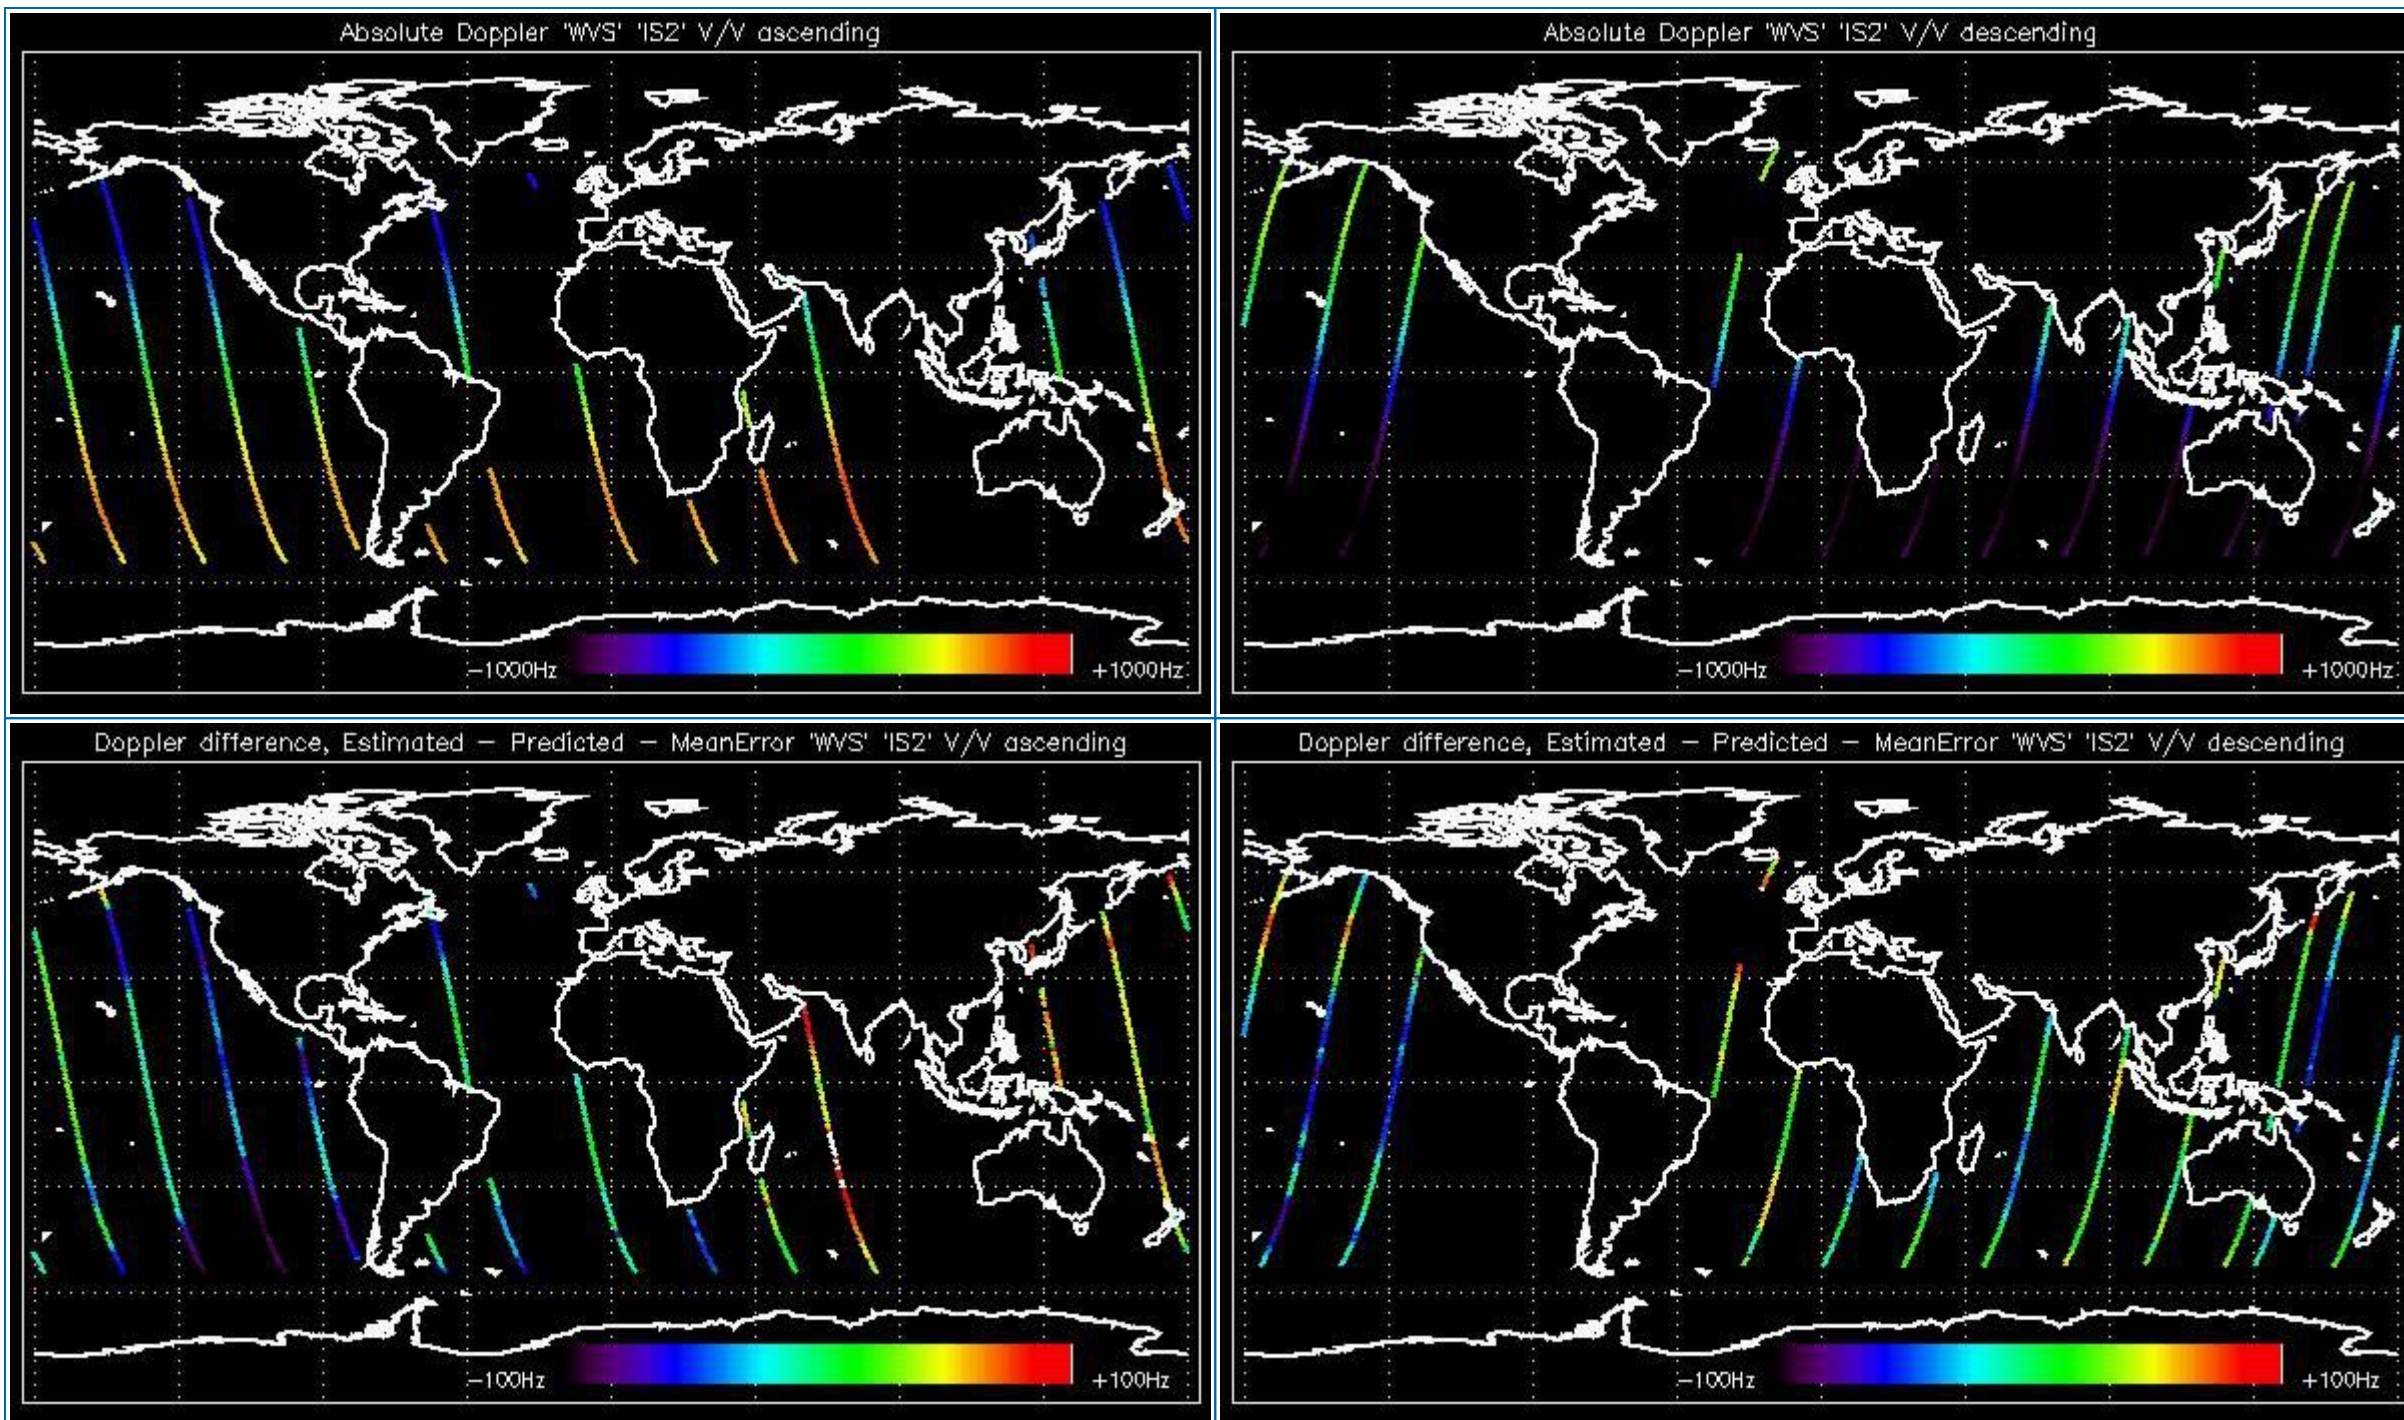 Absolute Doppler 'WVS' 'IS2' V/V ascending
-1000Hz
+1000Hz
Absolute Doppler 'WVS' 'IS2' V/V descending
-1000Hz
+1000Hz
Doppler difference, Estimated - Predicted - MeanError 'WVS' 'IS2' V/V ascending
-100Hz
+100Hz
Doppler difference, Estimated - Predicted - MeanError 'WVS' 'IS2' V/V descending
-100Hz
+100Hz